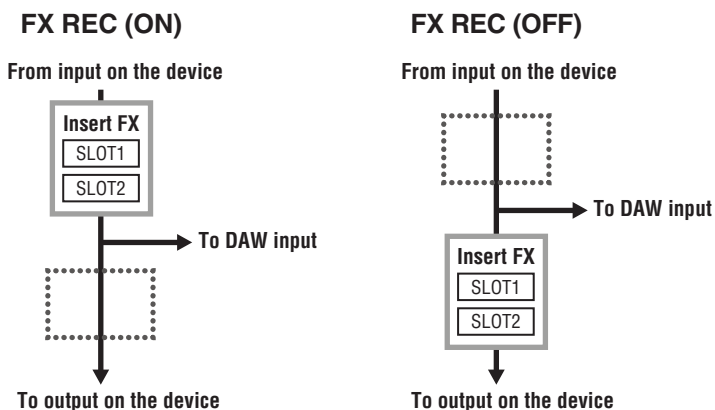 FX REC (ON)
From input on the device
Insert FX
SLOT1
SLOT2
To DAW input
To output on the device
FX REC (OFF)
From input on the device
To DAW input
Insert FX
SLOT1
SLOT2
To output on the device